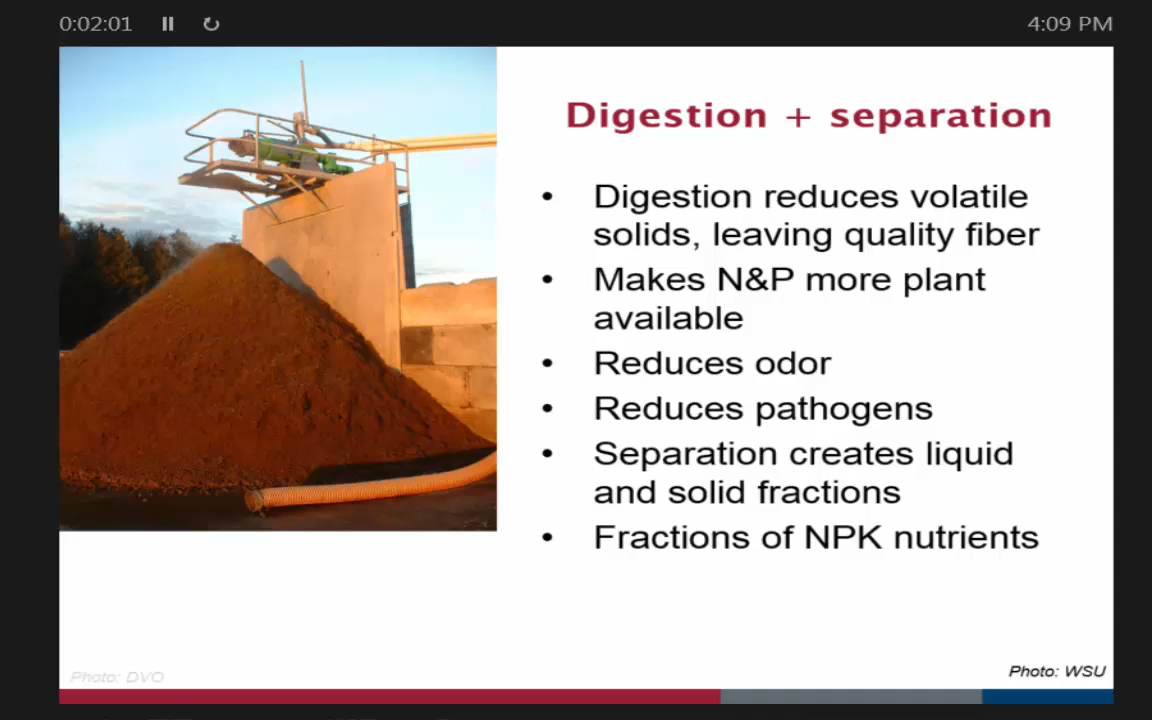 0:02:01
4:09 PM
Digestion + separation
• Digestion reduces volatile
solids, leaving quality fiber
• Makes N&P more plant
available
• Reduces odor
• Reduces pathogens
• Separation creates liquid
and solid fractions
• Fractions of NPK nutrients
Photo: DVO
Photo: WSU